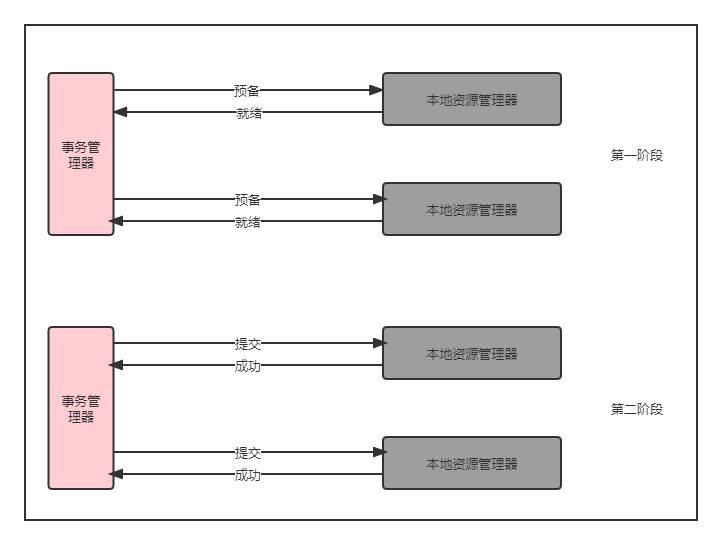 预备
本地资源管理器
就绪
事务管
理器
第一阶段
预备
本地资源管理器
就绪
提交
本地资源管理器
成功
事务管
理器
第二阶段
提交
本地资源管理器
成功